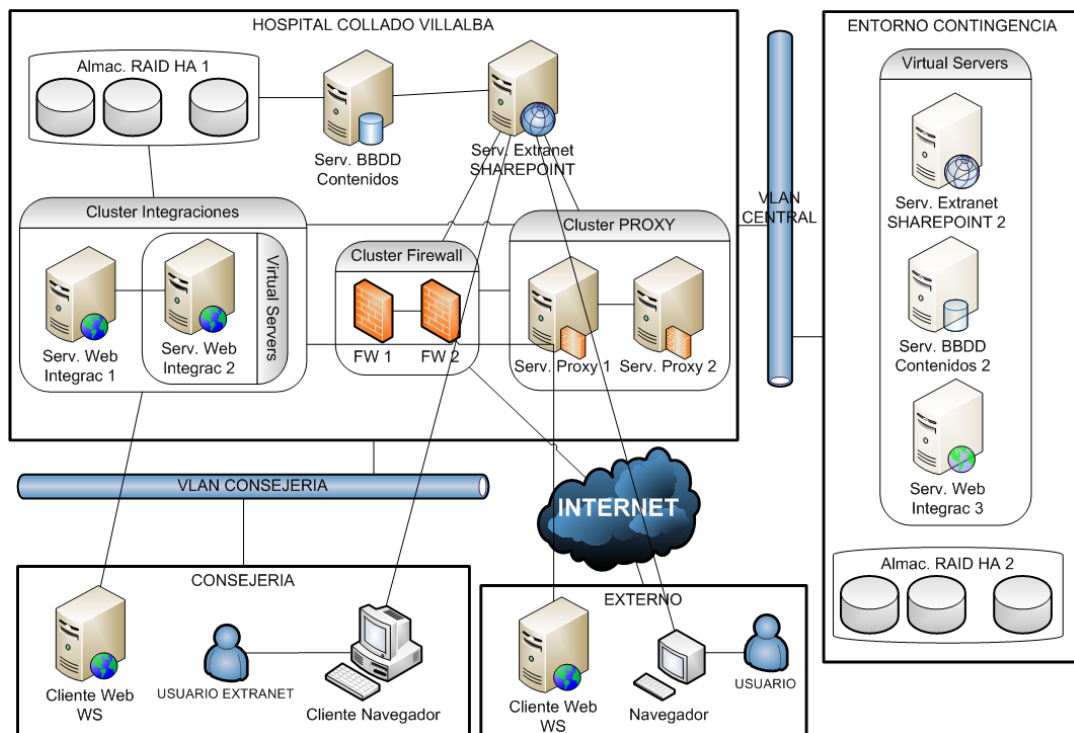 HOSPITAL COLLADO VILLALBA
Almac. RAID HA 1
Serv. BBDD
Contenidos
Serv. Extranet
SHAREPOINT
Cluster Integraciones
Serv. Web
Integrac 1
Serv. Web
Integrac 2
Virtual Servers
Cluster Firewall
FW 1
FW 2
Cluster PROXY
Serv. Proxy 1
Serv. Proxy 2
VLAN
CENTRAL
ENTORNO CONTINGENCIA
Virtual Servers
Serv. Extranet
SHAREPOINT 2
Serv. BBDD
Contenidos 2
Serv. Web
Integrac 3
Almac. RAID HA 2
VLAN CONSEJERIA
INTERNET
CONSEJERIA
Cliente Web
WS
USUARIO EXTRANET
Cliente Navegador
EXTERNO
Cliente Web
WS
Navegador
USUARIO